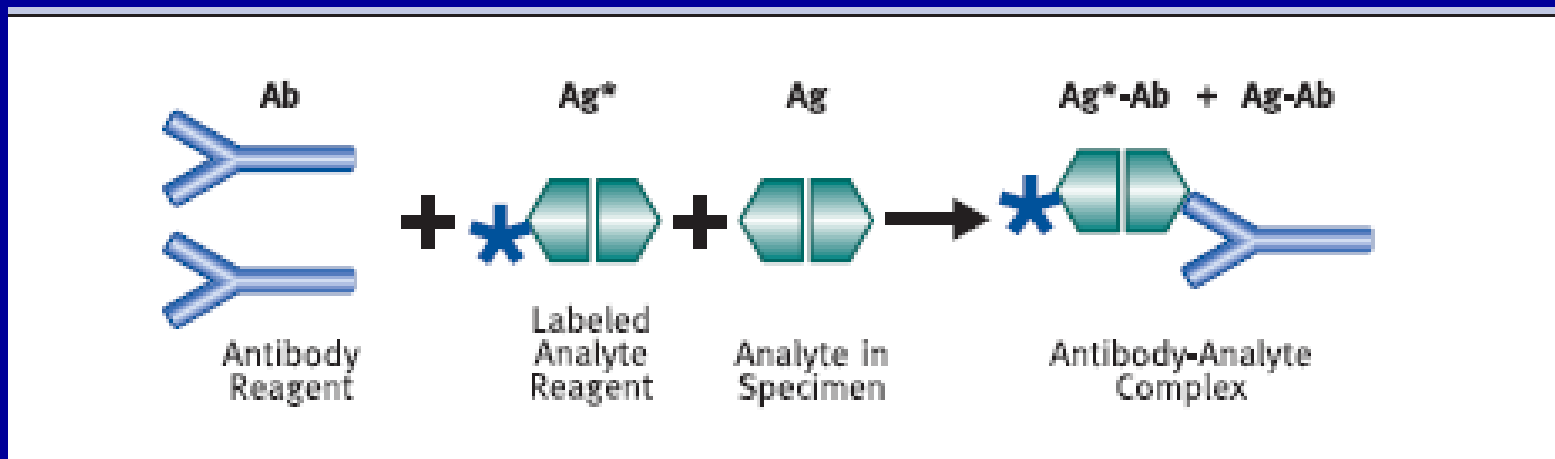 Ab Ag* Ag Ag*-Ab + Ag-Ab
Antibody
Reagent
Labeled
Analyte
Reagent
Analyte in
Specimen
Antibody-Analyte
Complex